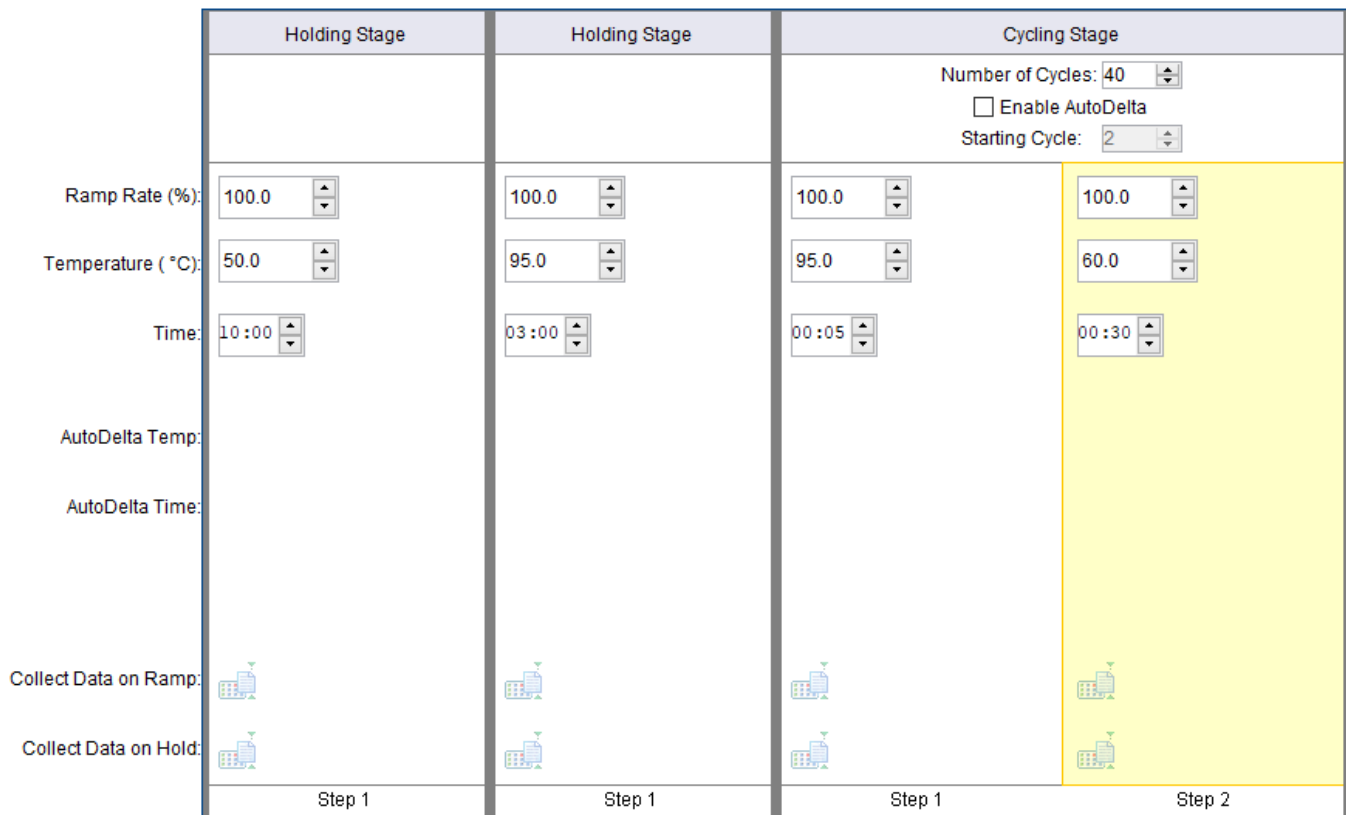 Holding Stage Holding Stage Cycling Stage
Number of Cycles: 40
Enable AutoDelta
Starting Cycle: 2
Ramp Rate (%): 100.0 100.0 100.0 100.0
Temperature ( °C): 50.0 95.0 95.0 60.0
Time: 10:00 03:00 00:05 00:30
AutoDelta Temp:
AutoDelta Time:
Collect Data on Ramp:
Collect Data on Hold:
Step 1 Step 1 Step 1 Step 2